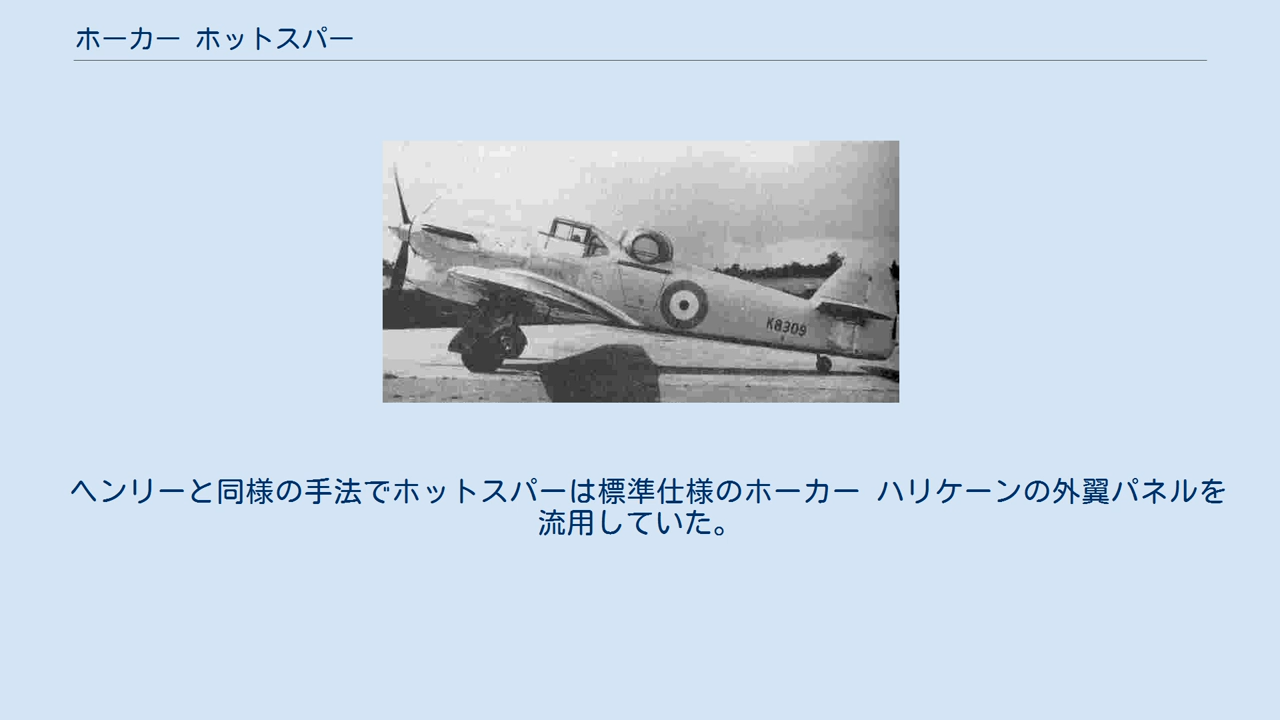 ホーカー ホットスパー
K8309
ヘンリーと同様の手法でホットスパーは標準仕様のホーカー ハリケーンの外翼パネルを
流用していた。